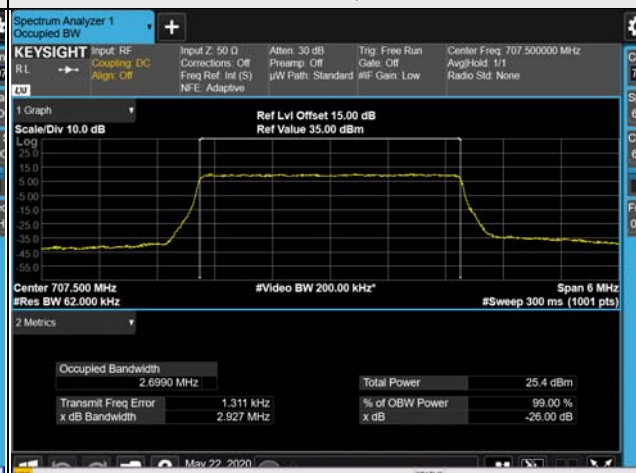 Spectrum Analyzer 1
Occupied BW
+
KEYSIGHT Input: RF Input Z: 50 Ω Atten: 30 dB Trig: Free Run Center Freq: 707.500000 MHz
RL Coupling: DC Corrections: Off Preamp: Off Gate: Off Avg|Hold: 1/1
Align: Off Freq Ref: Int (S) µW Path: Standard #IF Gain: Low Radio Std: None
LXI NFE: Adaptive
1 Graph
Ref Lvl Offset 15.00 dB
Scale/Div 10.0 dB Ref Value 35.00 dBm
Log
25.0
15.0
5.00
-5.00
-15.0
-25.0
-35.0
-45.0
-55.0
Center 707.500 MHz #Video BW 200.00 kHz* Span 6 MHz
#Res BW 62.000 kHz #Sweep 300 ms (1001 pts)
2 Metrics
Occupied Bandwidth
2.6990 MHz Total Power 25.4 dBm
Transmit Freq Error 1.311 kHz % of OBW Power 99.00 %
x dB Bandwidth 2.927 MHz x dB -26.00 dB
May 22, 2020